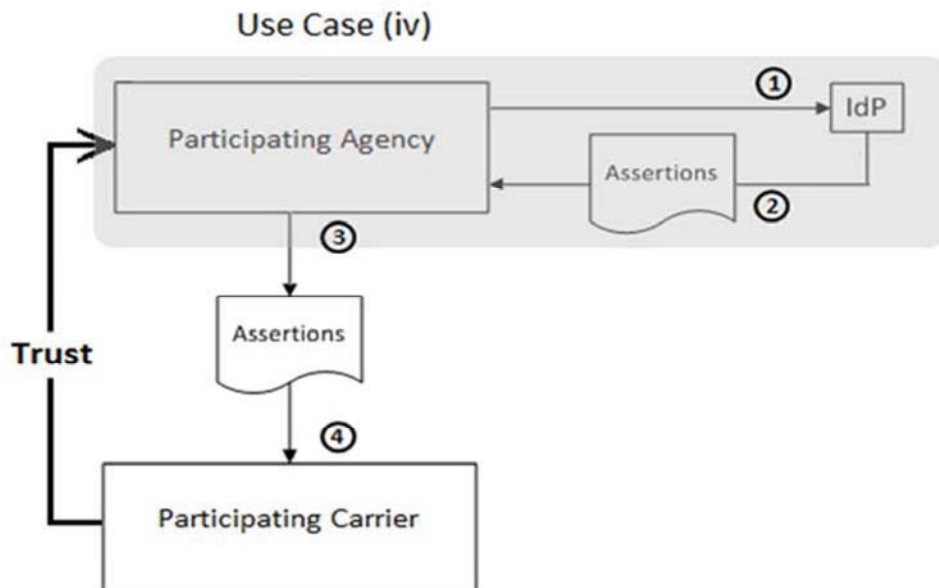 Use Case (iv)
1
IdP
Participating Agency
Assertions
2
3
Assertions
Trust
4
Participating Carrier